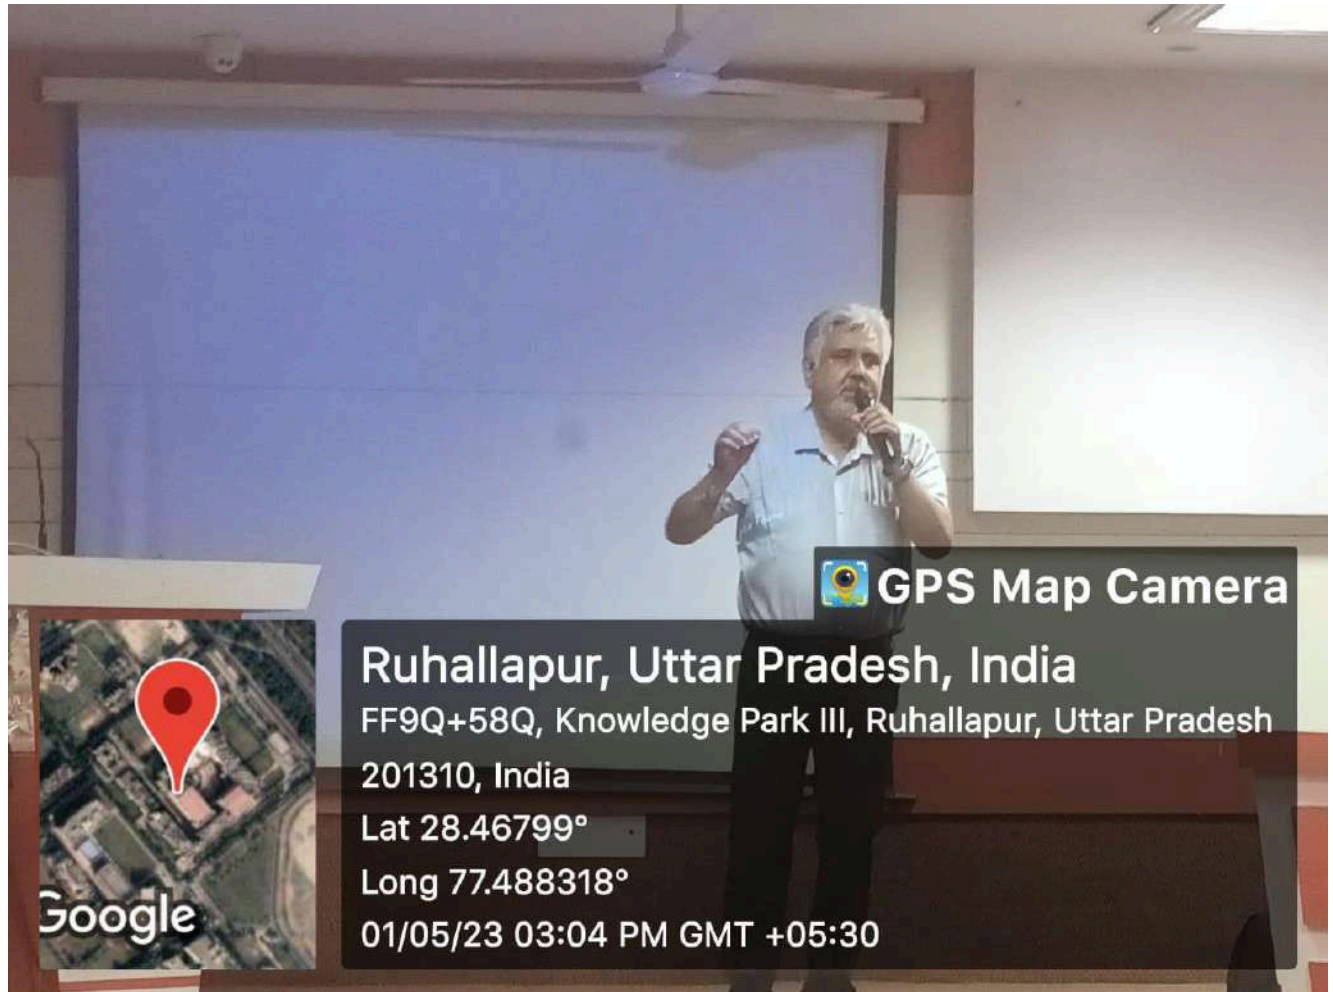 GPS Map Camera
Ruhallapur, Uttar Pradesh, India
FF9Q+58Q, Knowledge Park III, Ruhallapur, Uttar Pradesh
201310, India
Lat 28.46799°
Long 77.488318°
01/05/23 03:04 PM GMT +05:30
Google